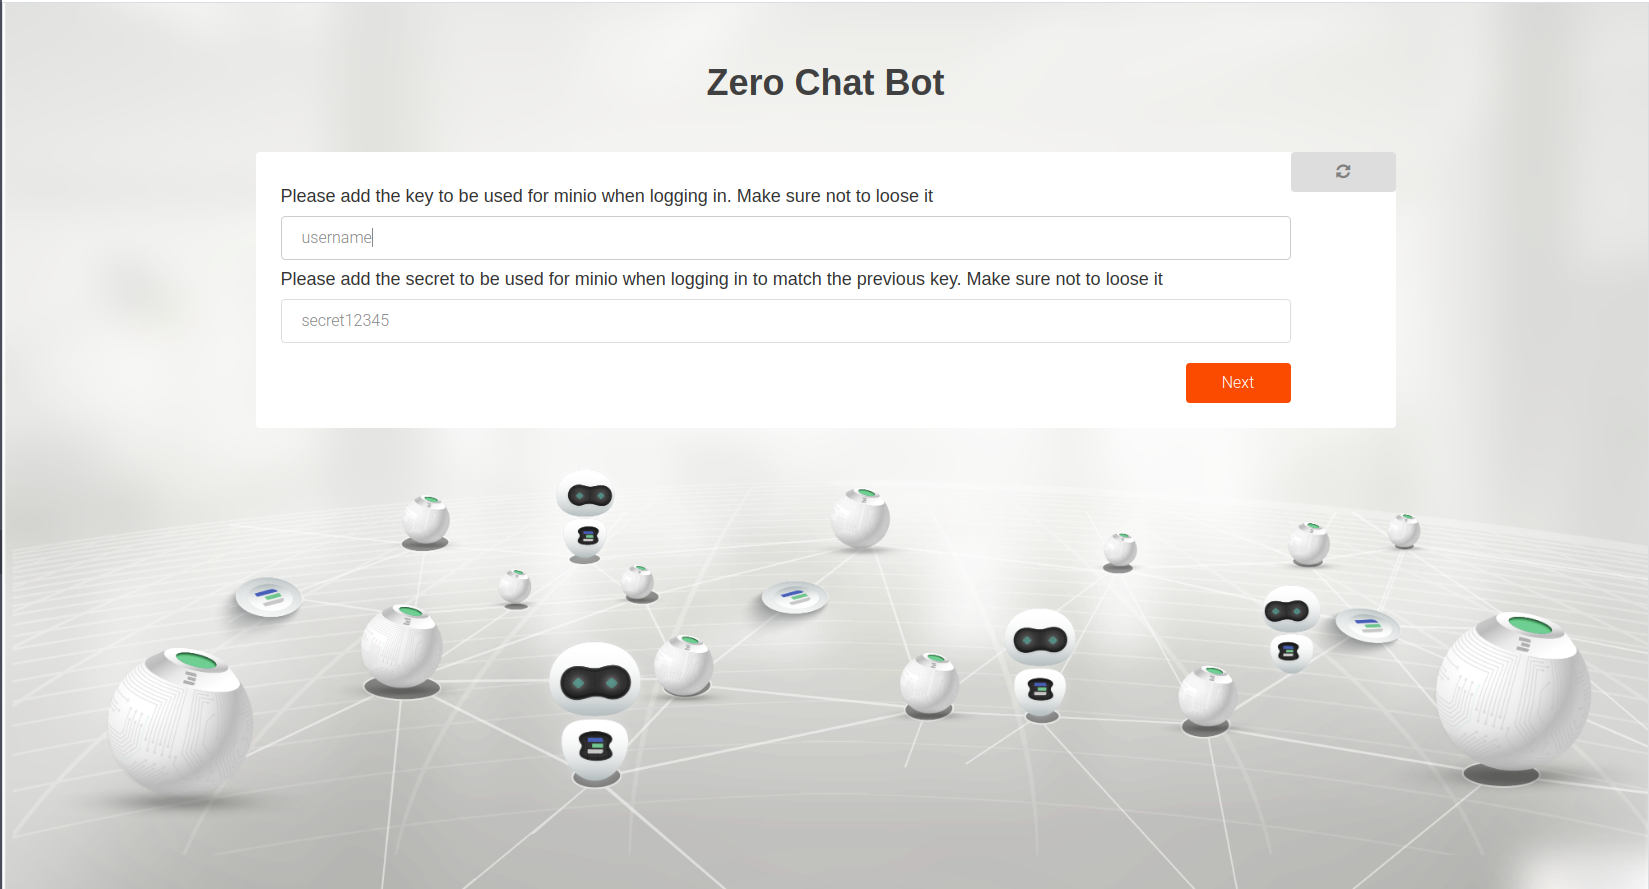 Zero Chat Bot
Please add the key to be used for minio when logging in. Make sure not to loose it
username
Please add the secret to be used for minio when logging in to match the previous key. Make sure not to loose it
secret12345
Next